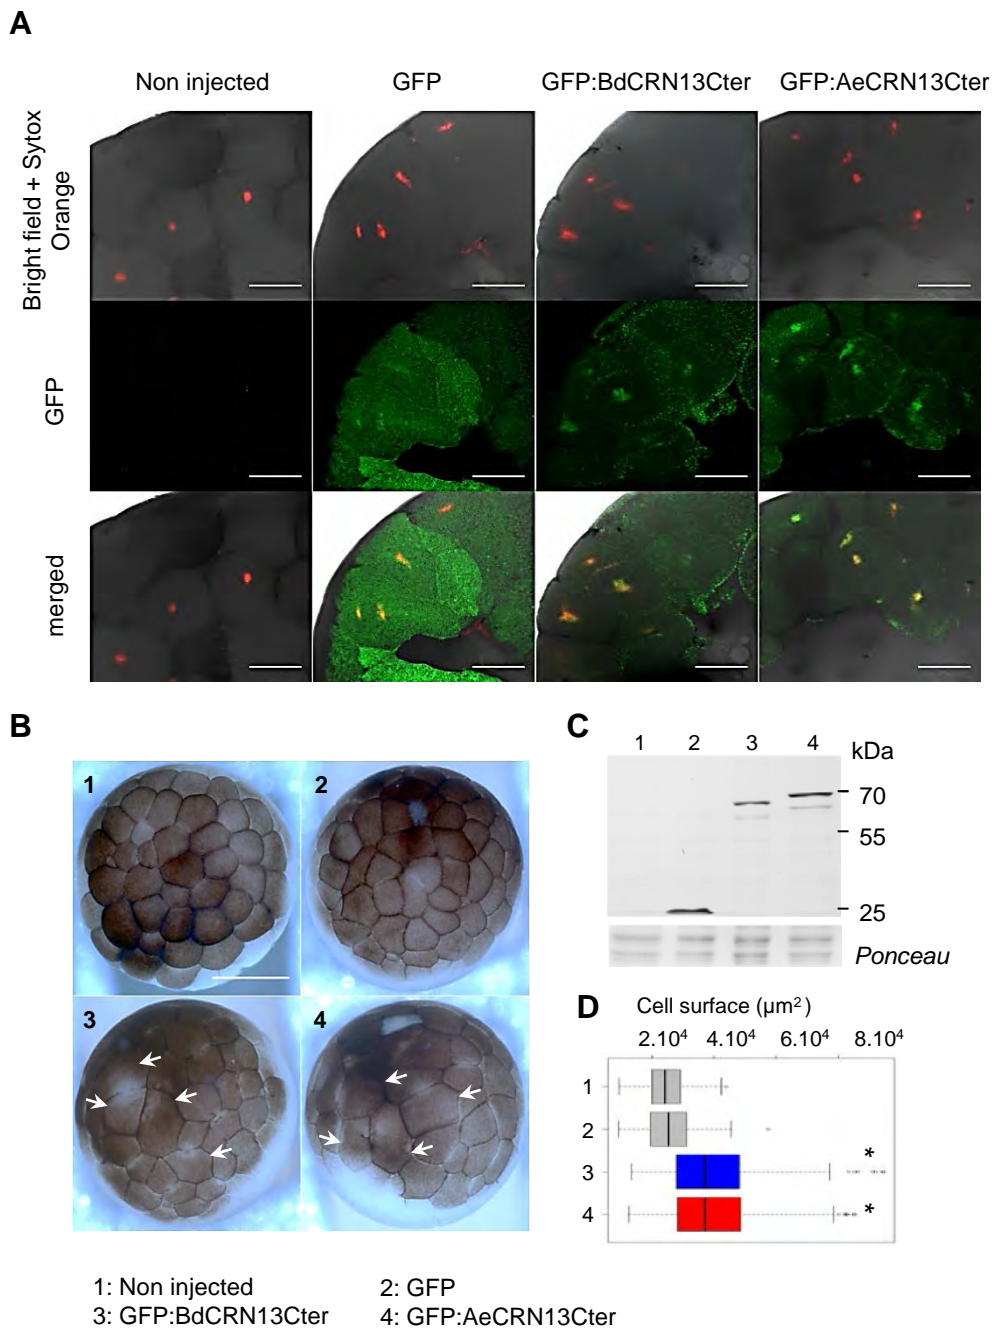 A
Non injected GFP GFP:BdCRN13Cter GFP:AeCRN13Cter
Bright field + Sytox
Orange
GFP
merged
B
1
2
3
4
C
1 2 3 4
kDa
70
55
25
Ponceau
D
Cell surface (µm²)
2.10⁴ 4.10⁴ 6.10⁴ 8.10⁴
1
2
3 *
4 *
1: Non injected 2: GFP
3: GFP:BdCRN13Cter 4: GFP:AeCRN13Cter